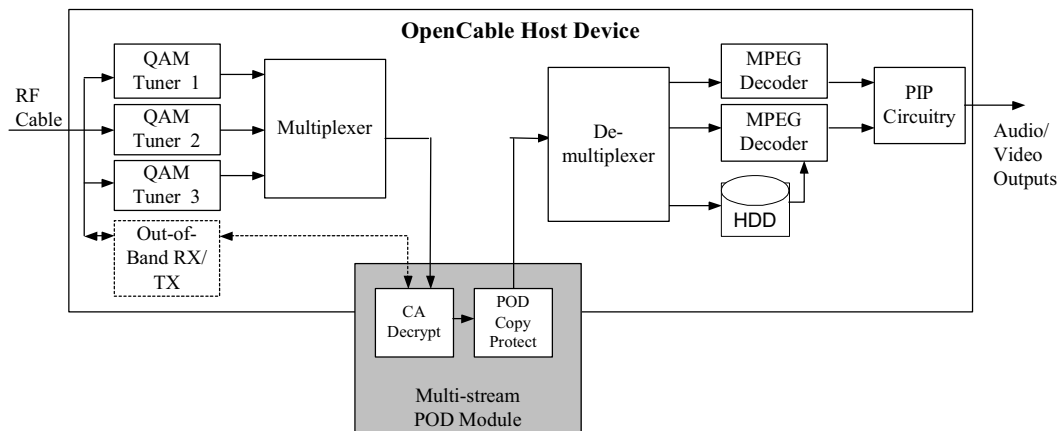 OpenCable Host Device
RF
Cable
QAM
Tuner 1
QAM
Tuner 2
QAM
Tuner 3
Out-of-
Band RX/
TX
Multiplexer
CA
Decrypt
POD
Copy
Protect
Multi-stream
POD Module
De-
multiplexer
MPEG
Decoder
MPEG
Decoder
HDD
PIP
Circuitry
Audio/
Video
Outputs